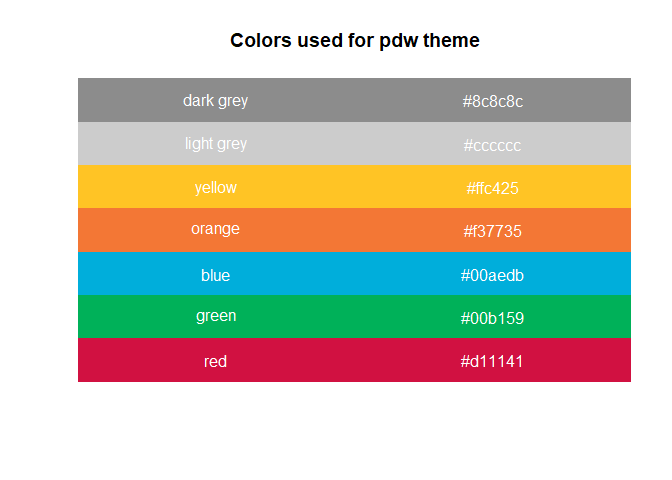 Colors used for pdw theme
dark grey #8c8c8c
light grey #cccccc
yellow #ffc425
orange #f37735
blue #00aedb
green #00b159
red #d11141